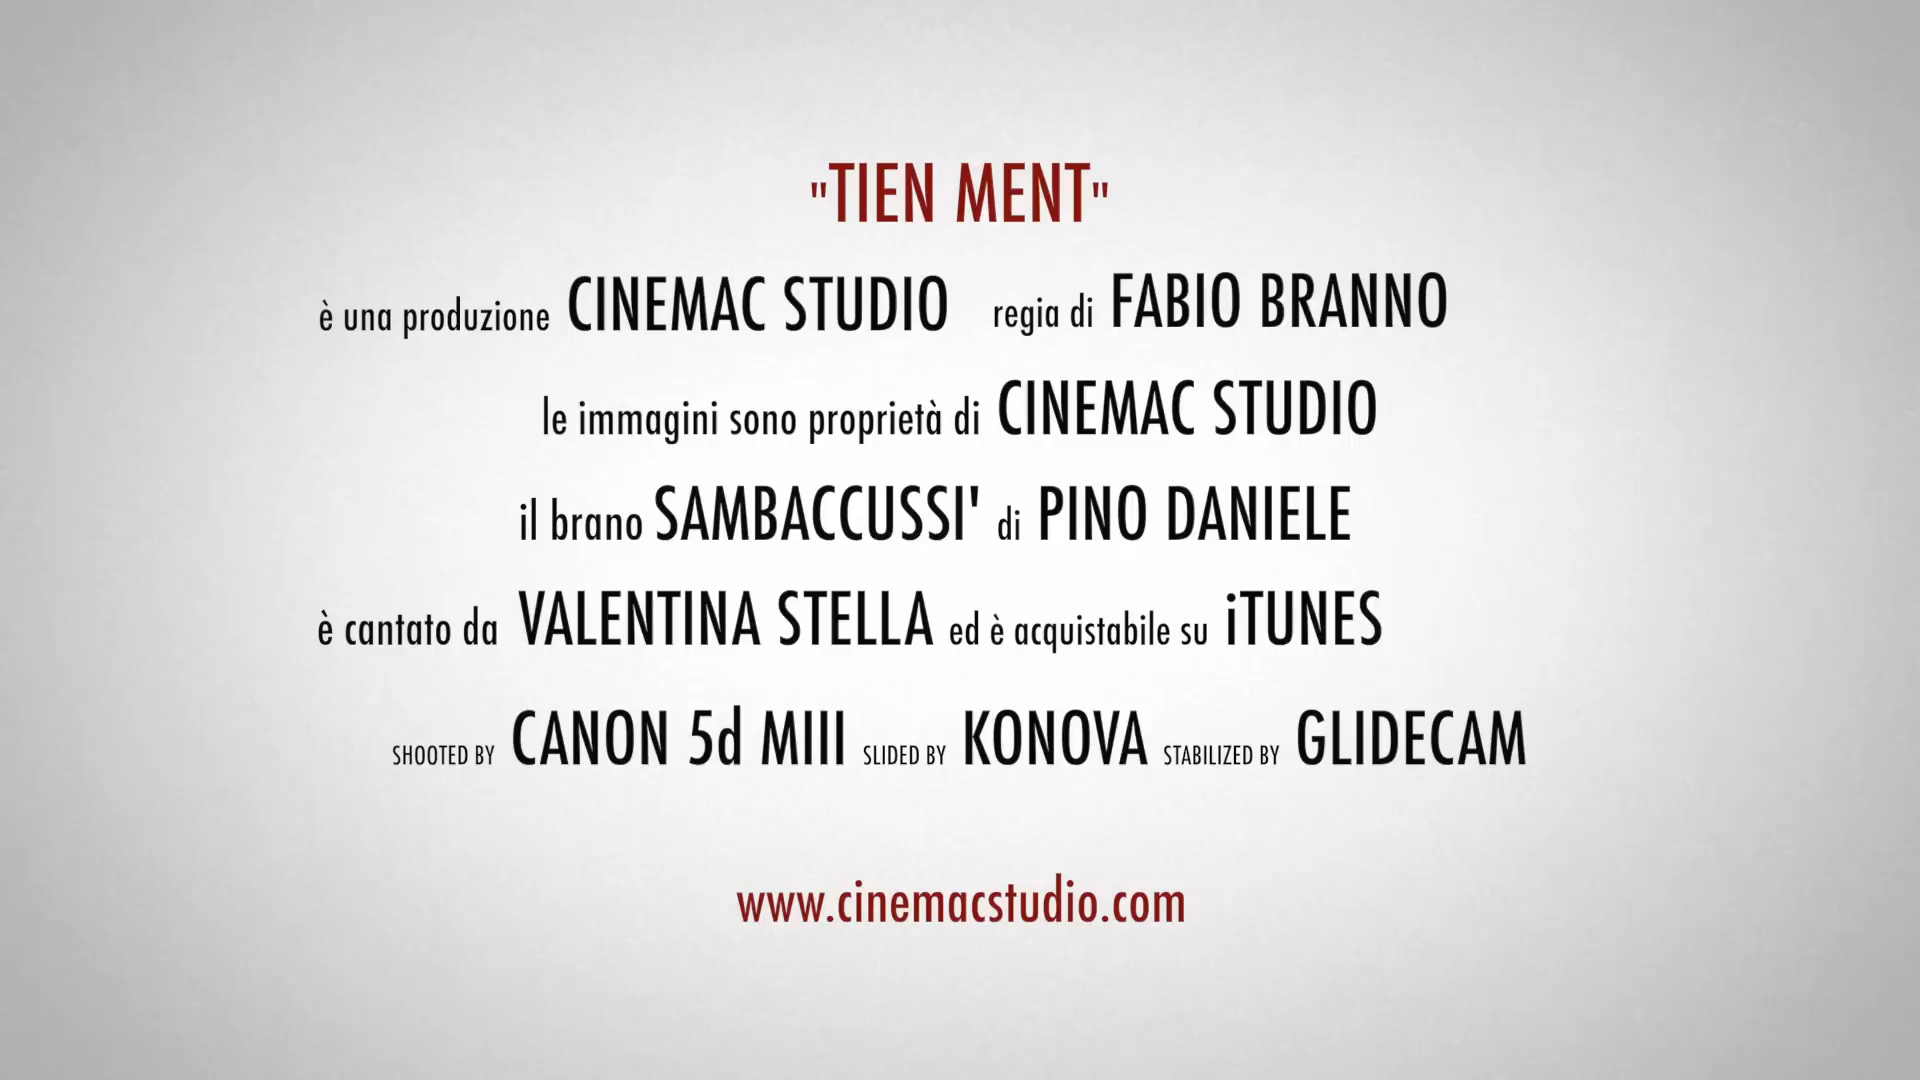 "TIEN MENT"
è una produzione CINEMAC STUDIO regia di FABIO BRANNO
le immagini sono proprietà di CINEMAC STUDIO
il brano SAMBACCUSSI' di PINO DANIELE
è cantato da VALENTINA STELLA ed è acquistabile su iTUNES
SHOOTED BY CANON 5d MIII SLIDED BY KONOVA STABILIZED BY GLIDECAM
www.cinemacstudio.com